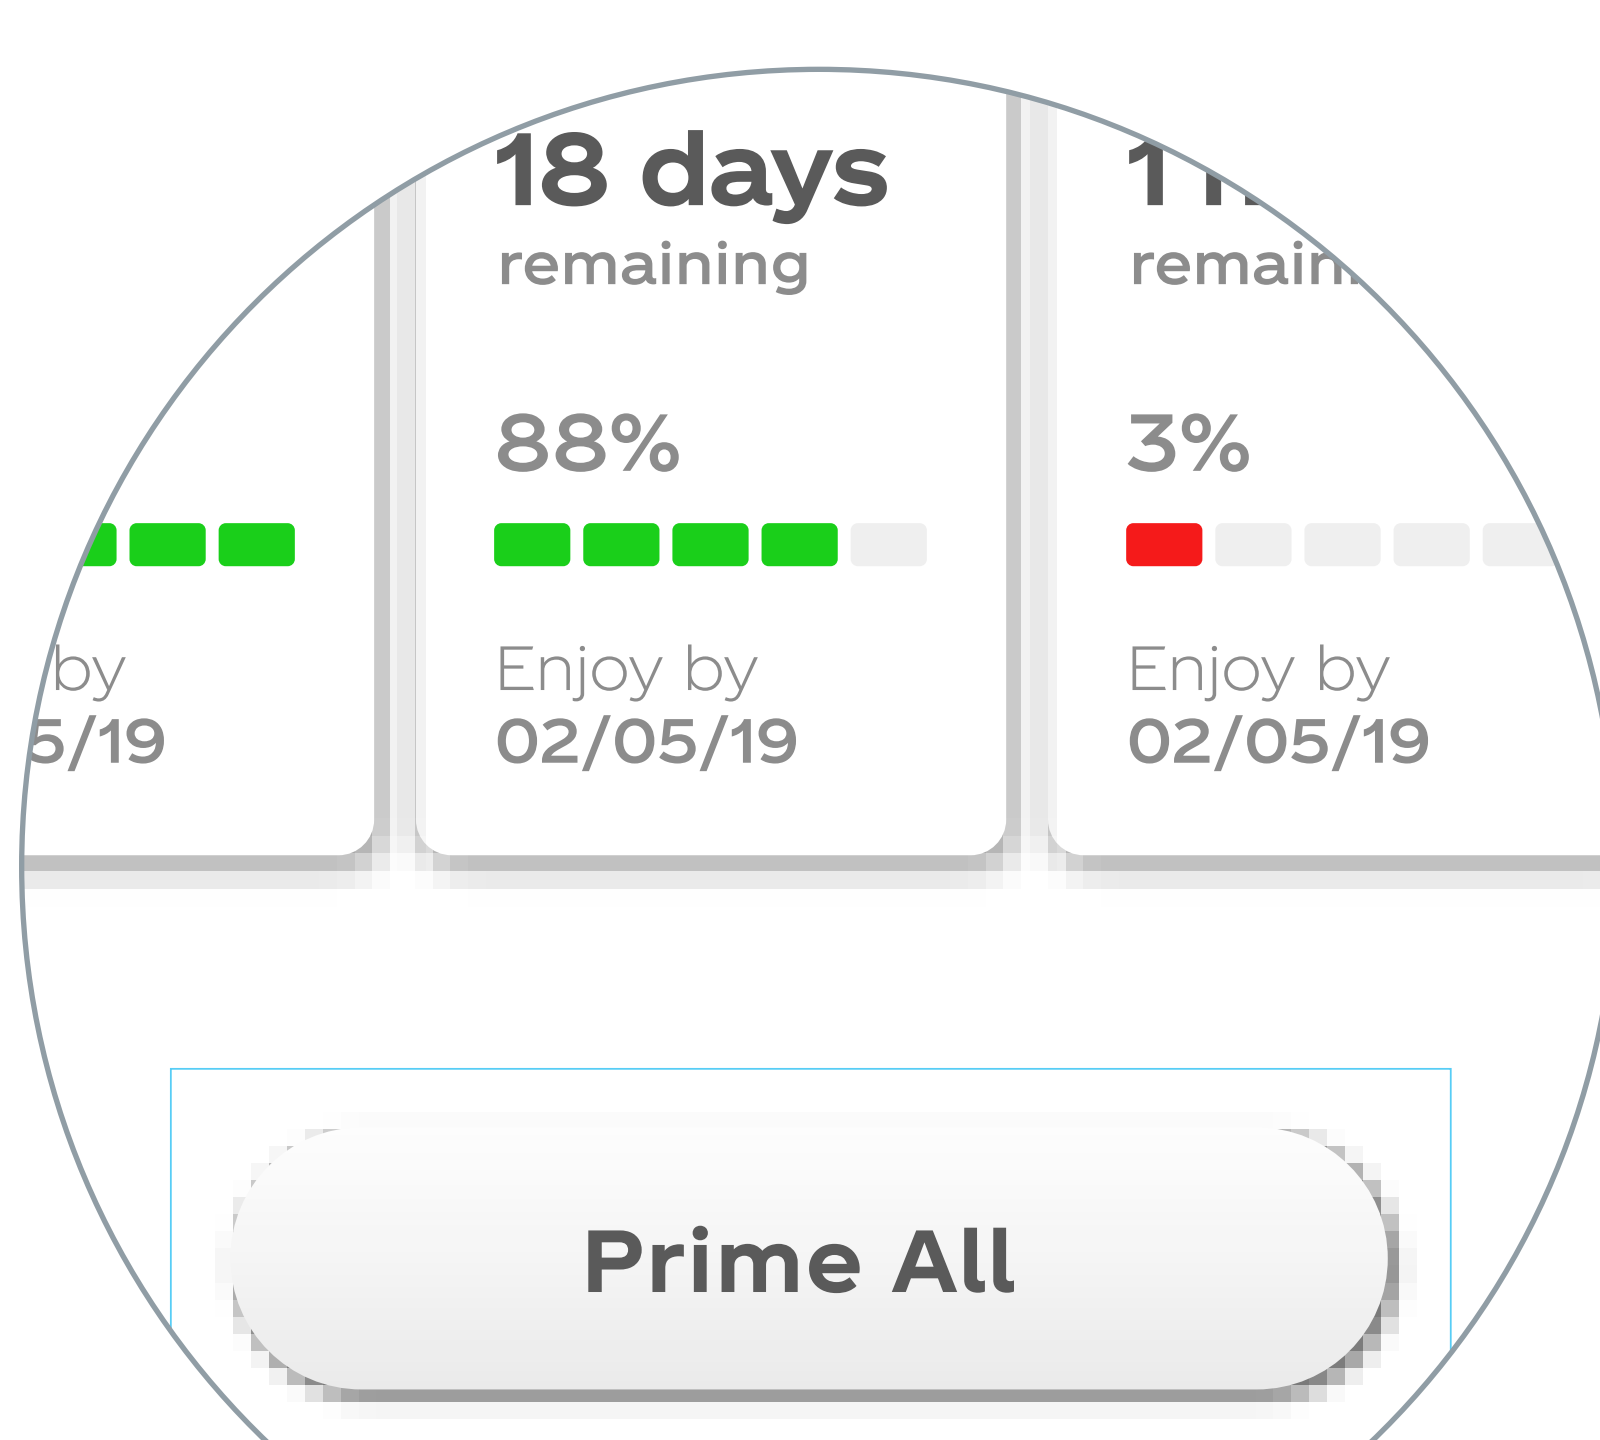 18 days
remaining
88%
Enjoy by
02/05/19
1
remain
3%
Enjoy by
02/05/19
by
5/19
Prime All